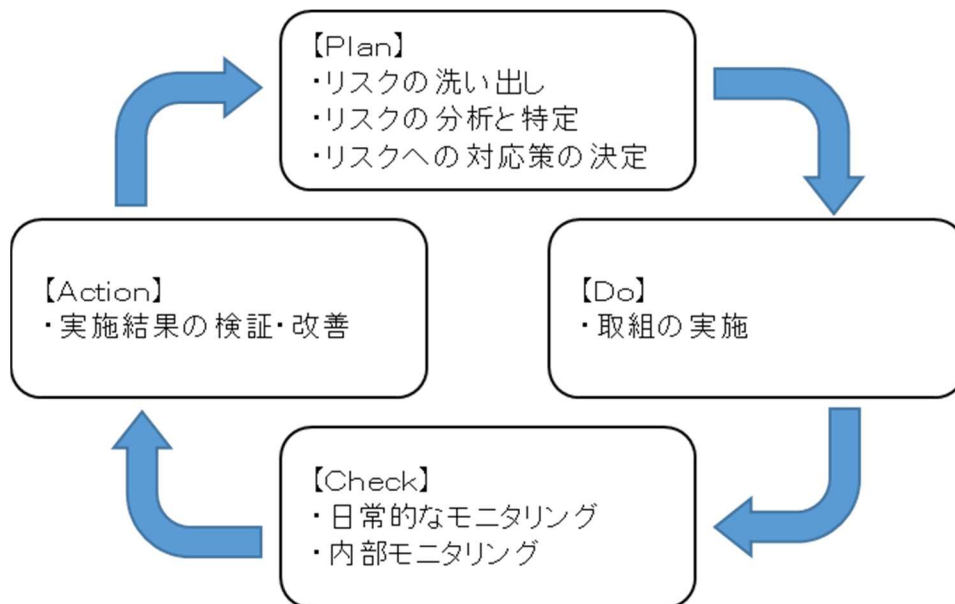 【Plan】
・リスクの洗い出し
・リスクの分析と特定
・リスクへの対応策の決定
【Do】
・取組の実施
【Check】
・日常的なモニタリング
・内部モニタリング
【Action】
・実施結果の検証・改善